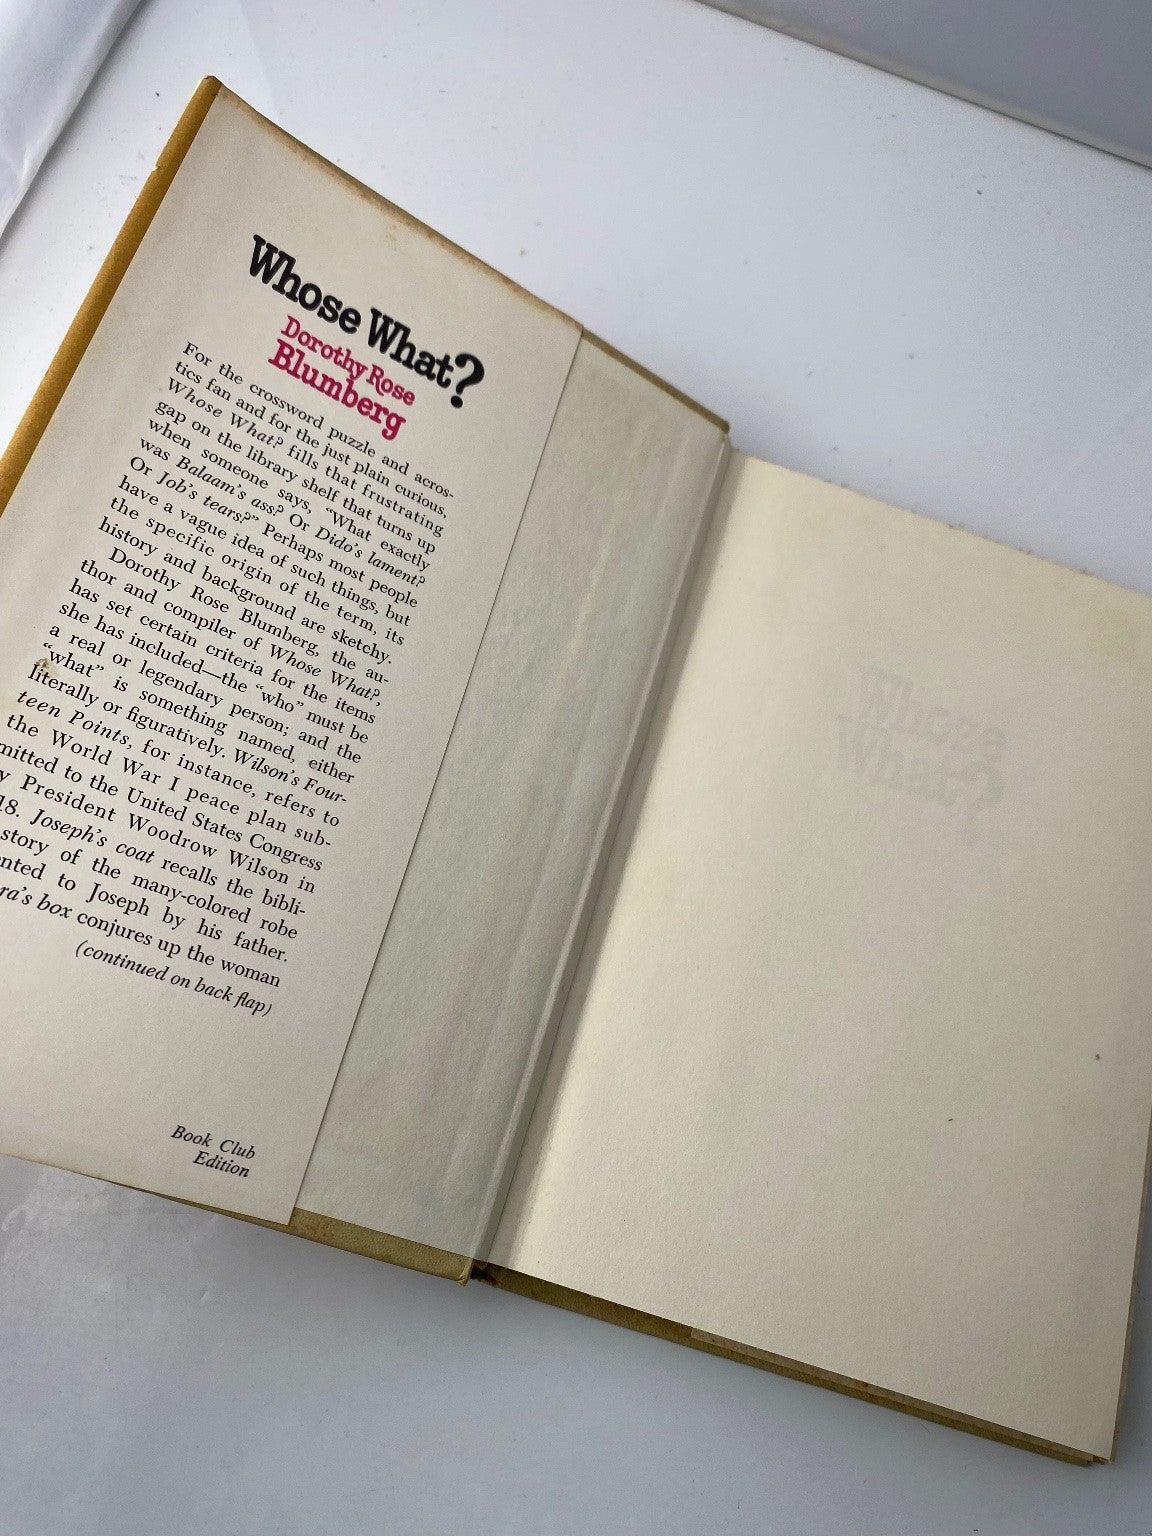 Whose What?
Dorothy Rose
Blumberg
For the crossword puzzle and acros-
tics fan and for the just plain curious,
Whose What? fills that frustrating
gap on the library shelf that turns up
when someone says, "What exactly
was Balaam's ass? Or Dido's lament?
Or Job's tears?" Perhaps most people
have a vague idea of such things, but
the specific origin of the term, its
history and background are sketchy.
Dorothy Rose Blumberg, the au-
thor and compiler of Whose What?,
has set certain criteria for the items
she has included—the "who" must be
a real or legendary person; and the
"what" is something named, either
literally or figuratively. Wilson's Four-
teen Points, for instance, refers to
the World War I peace plan sub-
mitted to the United States Congress
President Woodrow Wilson in
18. Joseph's coat recalls the bibli-
story of the many-colored robe
nted to Joseph by his father.
ra's box conjures up the woman
(continued on back flap)
Book Club
Edition